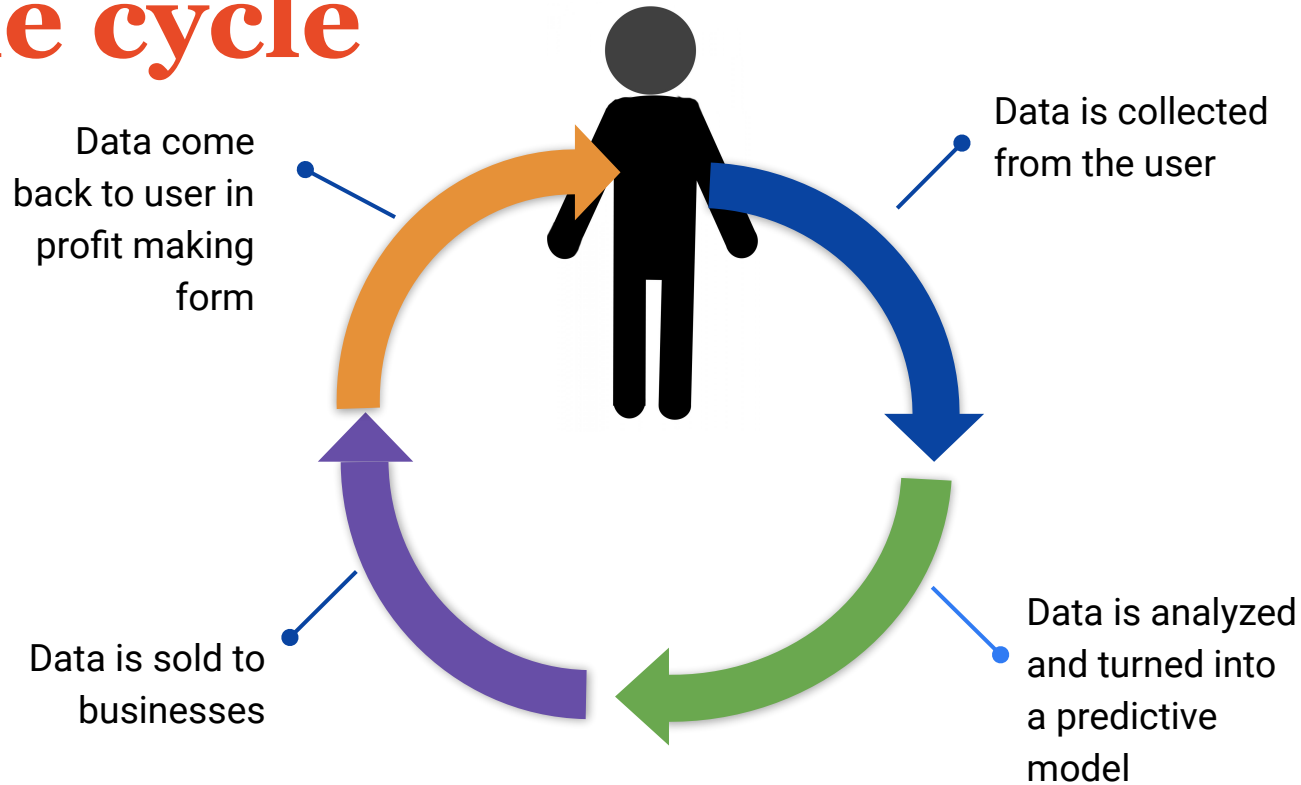 e cycle
Data come
back to user in
profit making
form
Data is collected
from the user
Data is sold to
businesses
Data is analyzed
and turned into
a predictive
model